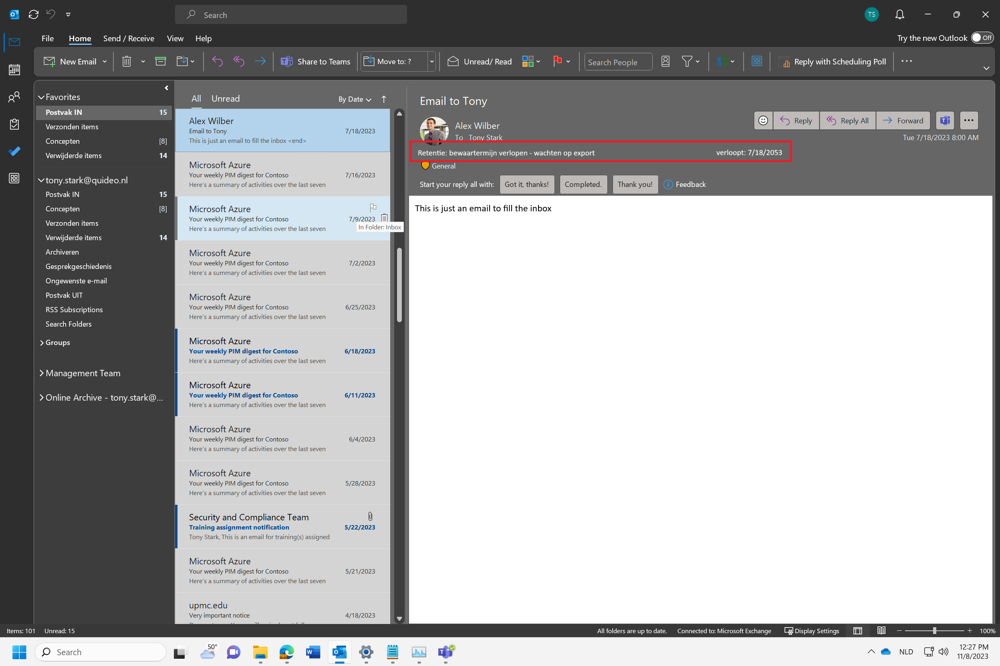 Search
TS
File Home Send / Receive View Help
Try the new Outlook Off
New Email
Share to Teams
Move to: ?
Unread/ Read
Search People
Reply with Scheduling Poll
Favorites
Postvak IN 15
Verzonden items
Concepten [8]
Verwijderde items 14
tony.stark@quideo.nl
Postvak IN 15
Concepten [8]
Verzonden items
Verwijderde items 14
Archiveren
Gesprekgeschiedenis
Ongewenste e-mail
Postvak UIT
RSS Subscriptions
Search Folders
Groups
Management Team
Online Archive - tony.stark@...
All Unread By Date
Alex Wilber
Email to Tony 7/18/2023
This is just an email to fill the inbox <end>
Microsoft Azure
Your weekly PIM digest for Contoso 7/16/2023
Here's a summary of activities over the last seven
Microsoft Azure
Your weekly PIM digest for Contoso 7/9/2023
Here's a summary of activities over the last seven
In Folder: Inbox
Microsoft Azure
Your weekly PIM digest for Contoso 7/2/2023
Here's a summary of activities over the last seven
Microsoft Azure
Your weekly PIM digest for Contoso 6/25/2023
Here's a summary of activities over the last seven
Microsoft Azure
Your weekly PIM digest for Contoso 6/18/2023
Here's a summary of activities over the last seven
Microsoft Azure
Your weekly PIM digest for Contoso 6/11/2023
Here's a summary of activities over the last seven
Microsoft Azure
Your weekly PIM digest for Contoso 6/4/2023
Here's a summary of activities over the last seven
Microsoft Azure
Your weekly PIM digest for Contoso 5/28/2023
Here's a summary of activities over the last seven
Security and Compliance Team
Training assignment notification 5/22/2023
Tony Stark, This is an email for training(s) assigned
Microsoft Azure
Your weekly PIM digest for Contoso 5/21/2023
Here's a summary of activities over the last seven
upmc.edu
Very important notice 4/18/2023
Email to Tony
Alex Wilber
To Tony Stark
Reply Reply All Forward
Tue 7/18/2023 8:00 AM
Retentie: bewaartermijn verlopen - wachten op export verloopt: 7/18/2053
General
Start your reply all with: Got it, thanks! Completed. Thank you! Feedback
This is just an email to fill the inbox
Items: 101 Unread: 15
All folders are up to date. Connected to: Microsoft Exchange Display Settings 100%
Search
50°
NLD
12:27 PM
11/8/2023